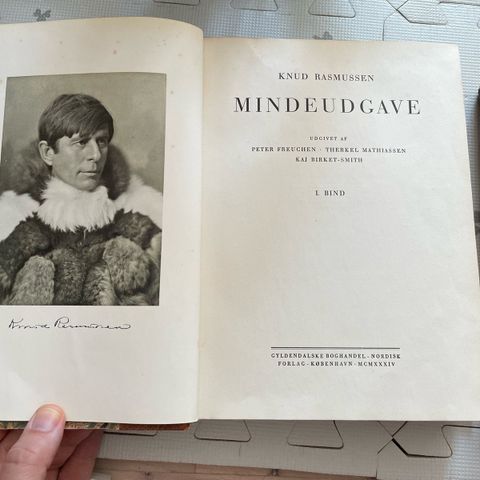 Knud Rasmussen
KNUD RASMUSSEN
MINDEUDGAVE
UDGIVET AF
PETER FREUCHEN · THERKEL MATHIASSEN
KAJ BIRKET-SMITH
I. BIND
GYLDENDALSKE BOGHANDEL · NORDISK
FORLAG · KØBENHAVN · MCMXXXIV